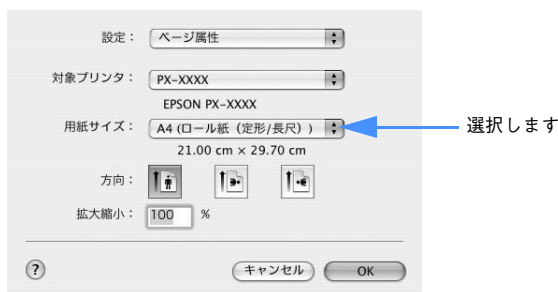 設定： ページ属性
対象プリンタ： PX-XXXX
EPSON PX-XXXX
用紙サイズ： A4 (ロール紙（定形/長尺）) 選択します
21.00 cm × 29.70 cm
方向：
拡大縮小： 100 %
? キャンセル OK